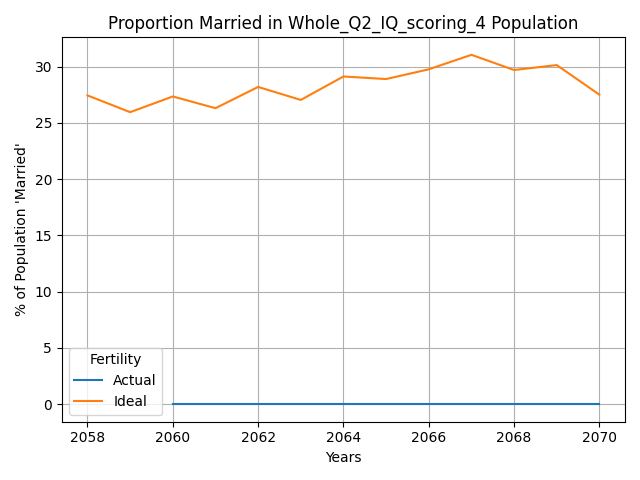 Proportion Married in Whole_Q2_IQ_scoring_4 Population
% of Population 'Married'
30
25
20
15
10
5
0
Fertility
Actual
Ideal
2058 2060 2062 2064 2066 2068 2070
Years